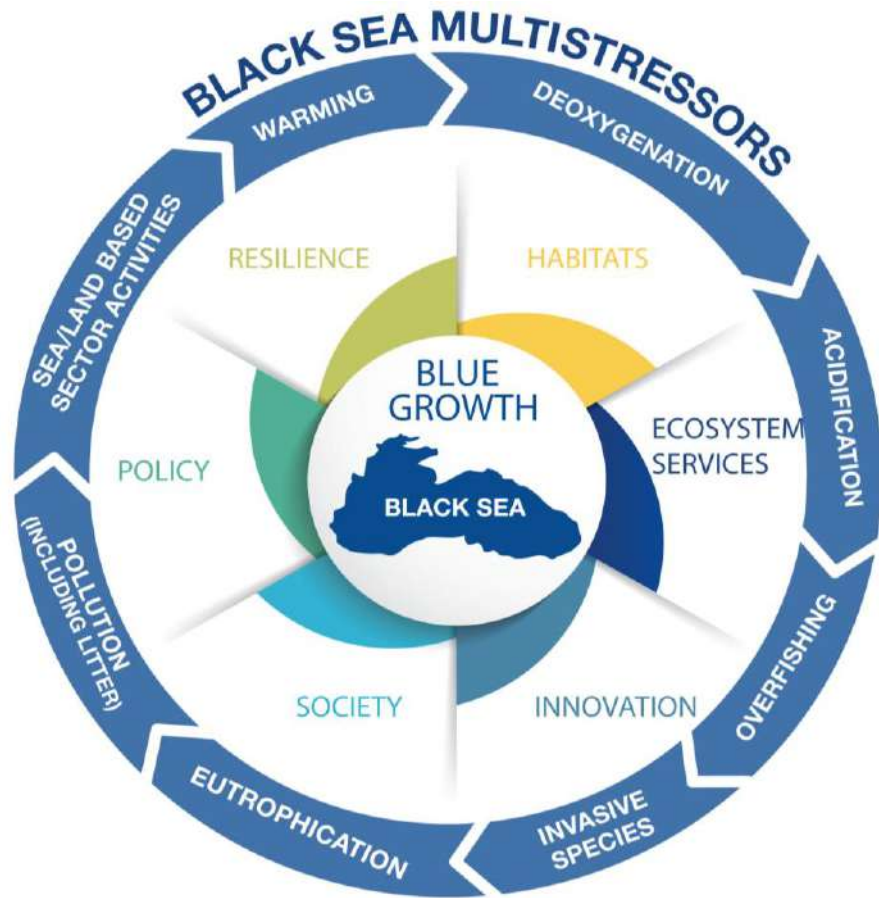 BLACK SEA MULTISTRESSORS
WARMING
DEOXYGENATION
ACIDIFICATION
OVERFISHING
INVASIVE
SPECIES
EUTROPHICATION
POLLUTION
(INCLUDING LITTER)
SEA/LAND BASED
SECTOR ACTIVITIES
RESILIENCE
HABITATS
ECOSYSTEM
SERVICES
INNOVATION
SOCIETY
POLICY
BLUE
GROWTH
BLACK SEA